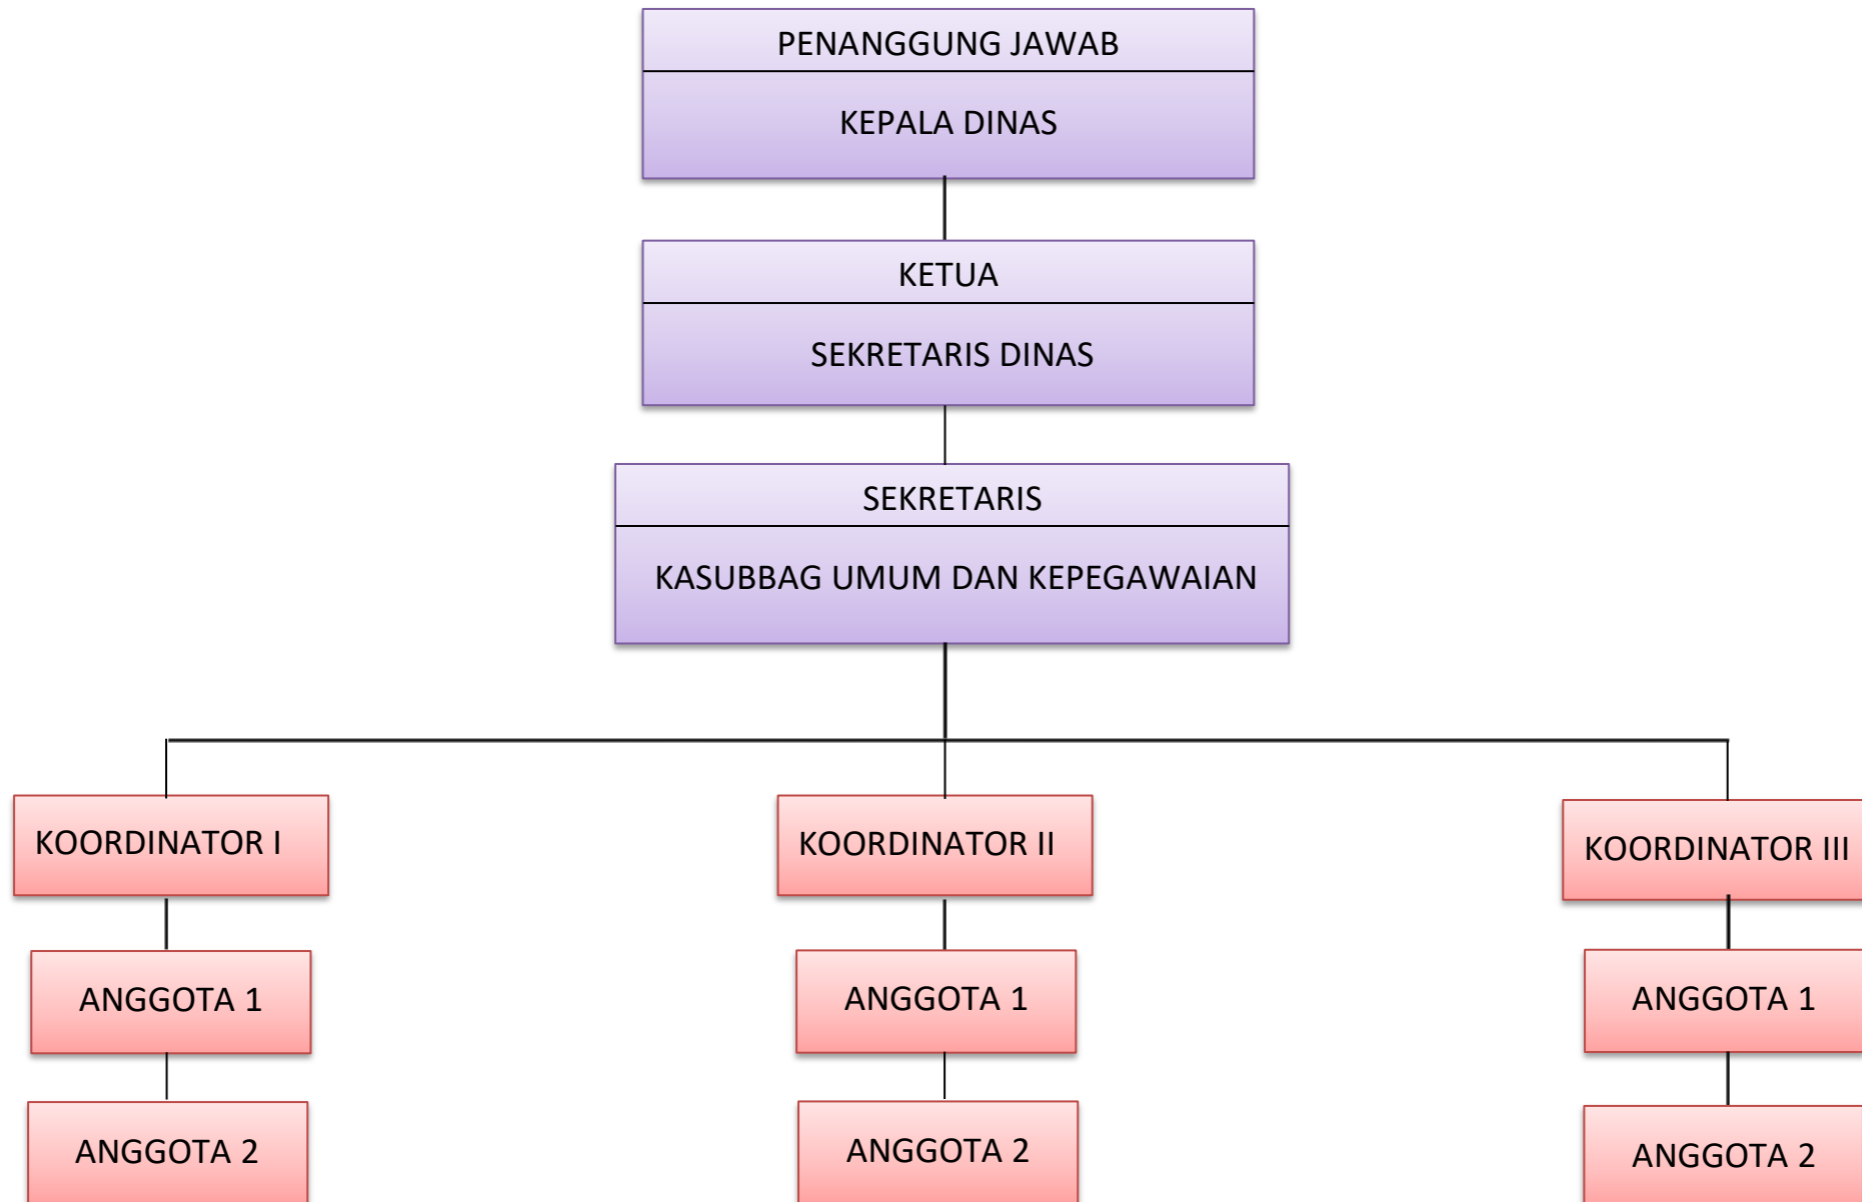 PENANGGUNG JAWAB
KEPALA DINAS
KETUA
SEKRETARIS DINAS
SEKRETARIS
KASUBBAG UMUM DAN KEPEGAWAIAN
KOORDINATOR I
KOORDINATOR II
KOORDINATOR III
ANGGOTA 1
ANGGOTA 1
ANGGOTA 1
ANGGOTA 2
ANGGOTA 2
ANGGOTA 2